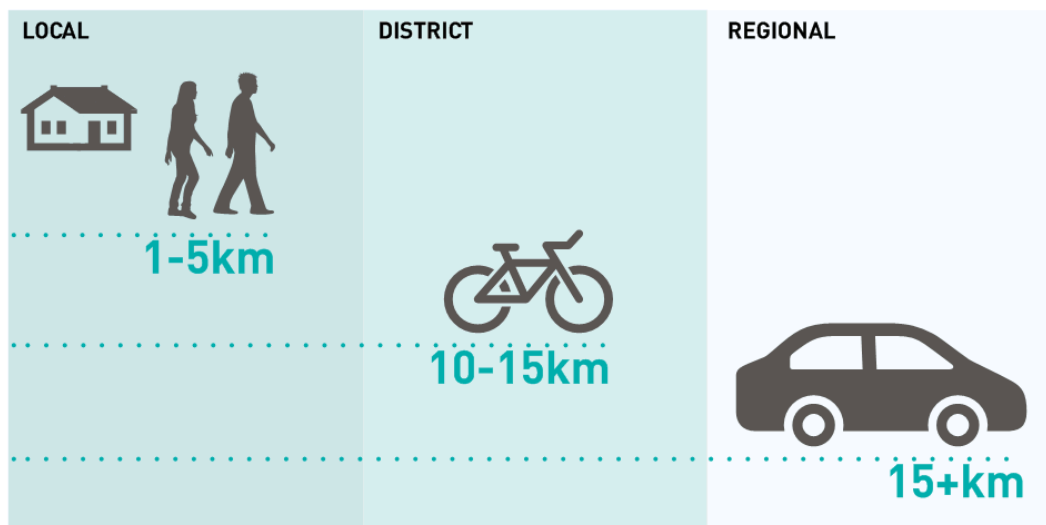 LOCAL
DISTRICT
REGIONAL
1-5km
10-15km
15+km